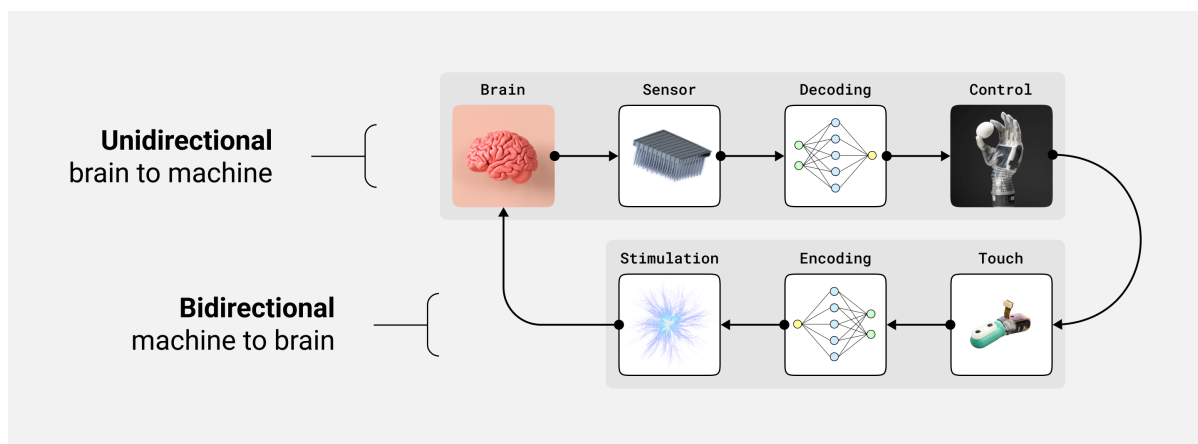 Brain
Sensor
Decoding
Control
Unidirectional
brain to machine
Stimulation
Encoding
Touch
Bidirectional
machine to brain